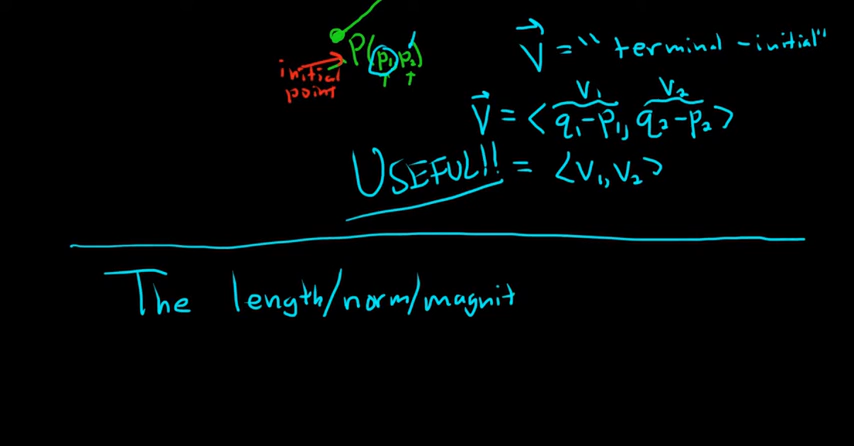 P(p₁, p₂)
initial
point
V⃗ = "terminal - initial"
v₁ v₂
V⃗ = <q₁-p₁, q₂-p₂>
USEFUL!! = <v₁, v₂>
The length/norm/magnit